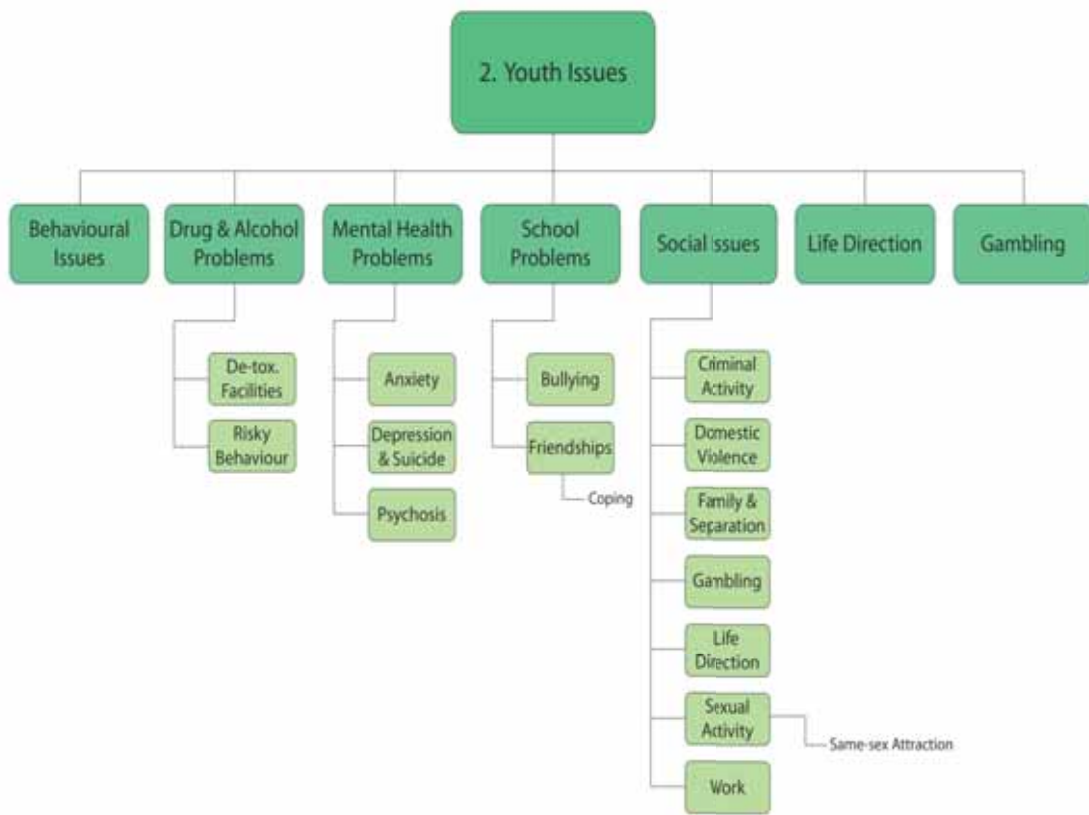 2. Youth Issues
Behavioural
Issues
Drug & Alcohol
Problems
Mental Health
Problems
School
Problems
Social ssues
Life Direction
Gambling
De-tox.
Facilities
Risky
Behaviour
Anxiety
Depression
& Suicide
Psychosis
Bullying
Friendships
Coping
Criminal
Activity
Domestic
Violence
Family &
Separation
Gambling
Life
Direction
Sexual
Activity
Same-sex Attraction
Work